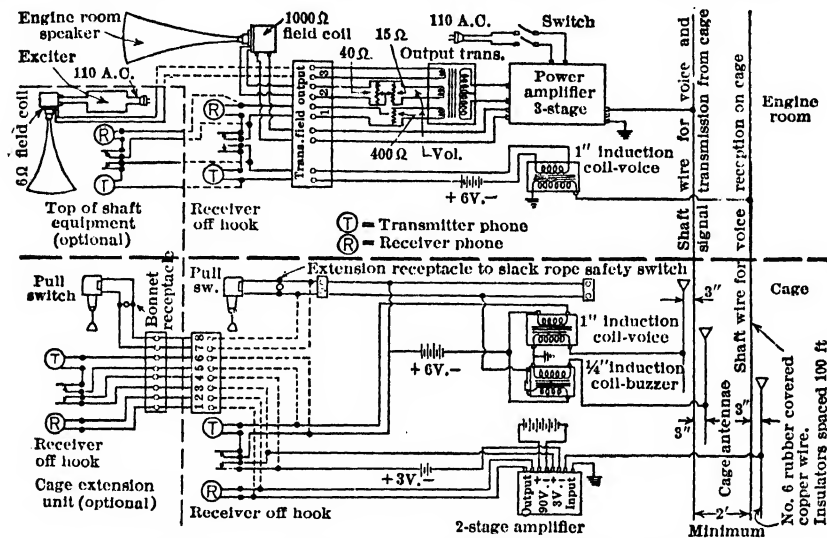 Engine room
speaker
Exciter
110 A.C.
6Ω field coil
1000Ω
field coil
40Ω
15Ω
Output trans.
110 A.C.
Switch
Trans. field output
1 2 3
400Ω
Vol.
Power
amplifier
3-stage
1" induction
coil-voice
+ 6V. -
R
T
R
T
Top of shaft
equipment
(optional)
Receiver
off hook
T = Transmitter phone
R = Receiver phone
Shaft wire for voice and
signal transmission from cage
Shaft wire for voice reception on cage
Engine
room
Pull
switch
Bonnet
receptacle
Pull
sw.
Extension receptacle to slack rope safety switch
1" induction
coil-voice
+ 6V. -
¼" induction
coil-buzzer
3"
Cage
T
R
Receiver
off hook
Cage extension
unit (optional)
1 2 3 4 5 6 7 8
T
R
Receiver off hook
+ 3V. -
Output
+
90V.
-
+
3V.
-
Input
2-stage amplifier
3"
Cage antennae
3"
2'
Minimum
No. 6 rubber covered
copper wire.
Insulators spaced 100 ft